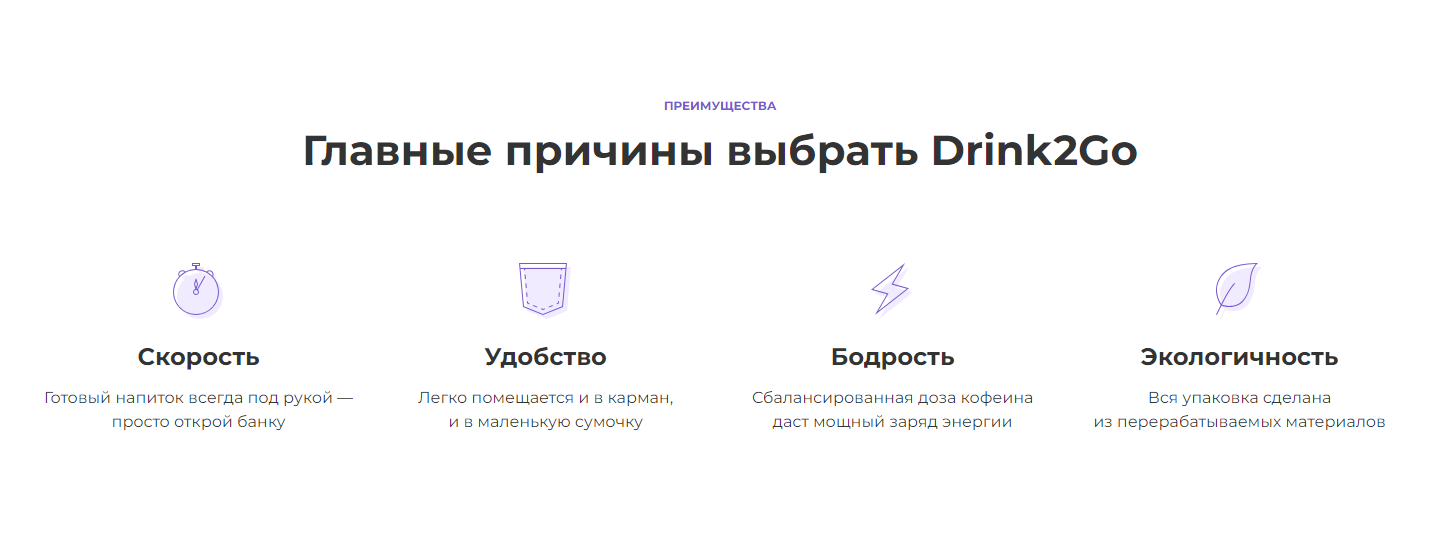 ПРЕИМУЩЕСТВА
Главные причины выбрать Drink2Go
Скорость
Готовый напиток всегда под рукой —
просто открой банку
Удобство
Легко помещается и в карман,
и в маленькую сумочку
Бодрость
Сбалансированная доза кофеина
даст мощный заряд энергии
Экологичность
Вся упаковка сделана
из перерабатываемых материалов